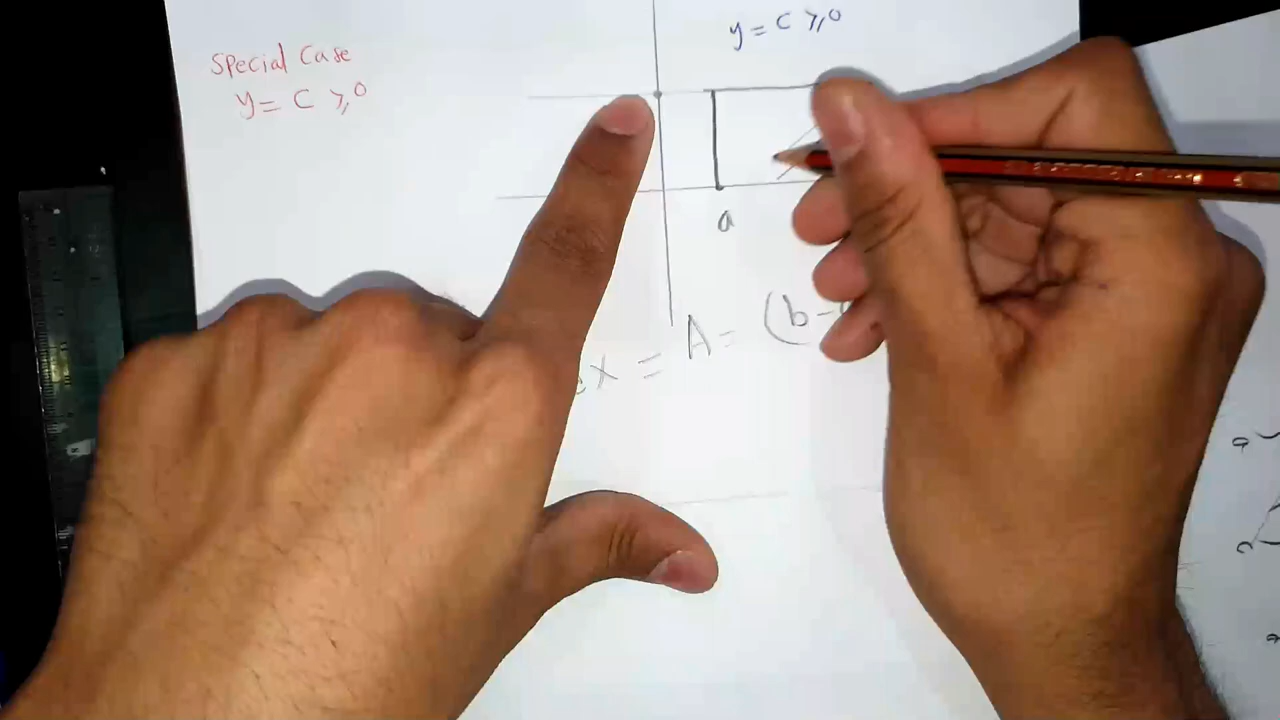 Special Case
y = C ⩾ 0
y = C ⩾ 0
a
x = A = (b-